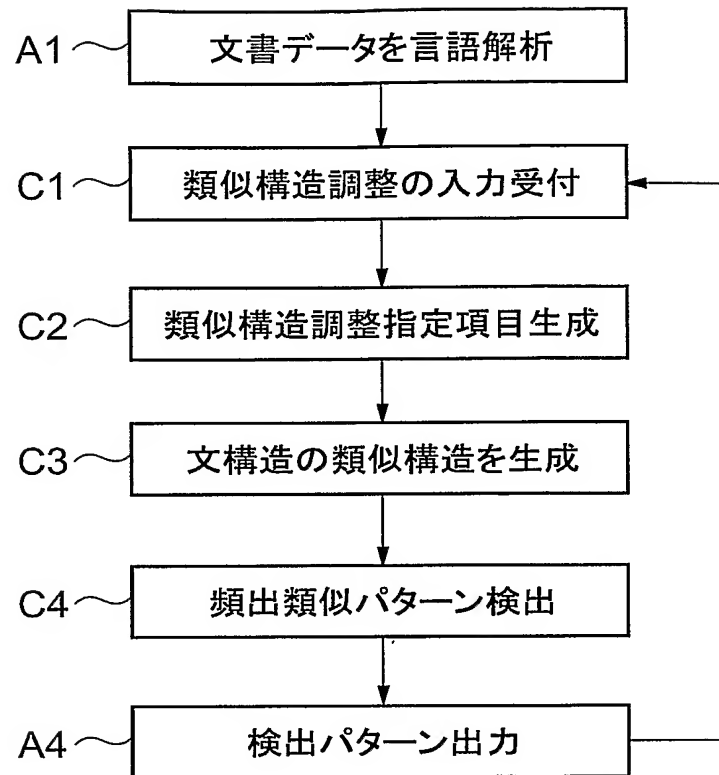 A1 文書データを言語解析
C1 類似構造調整の入力受付
C2 類似構造調整指定項目生成
C3 文構造の類似構造を生成
C4 頻出類似パターン検出
A4 検出パターン出力